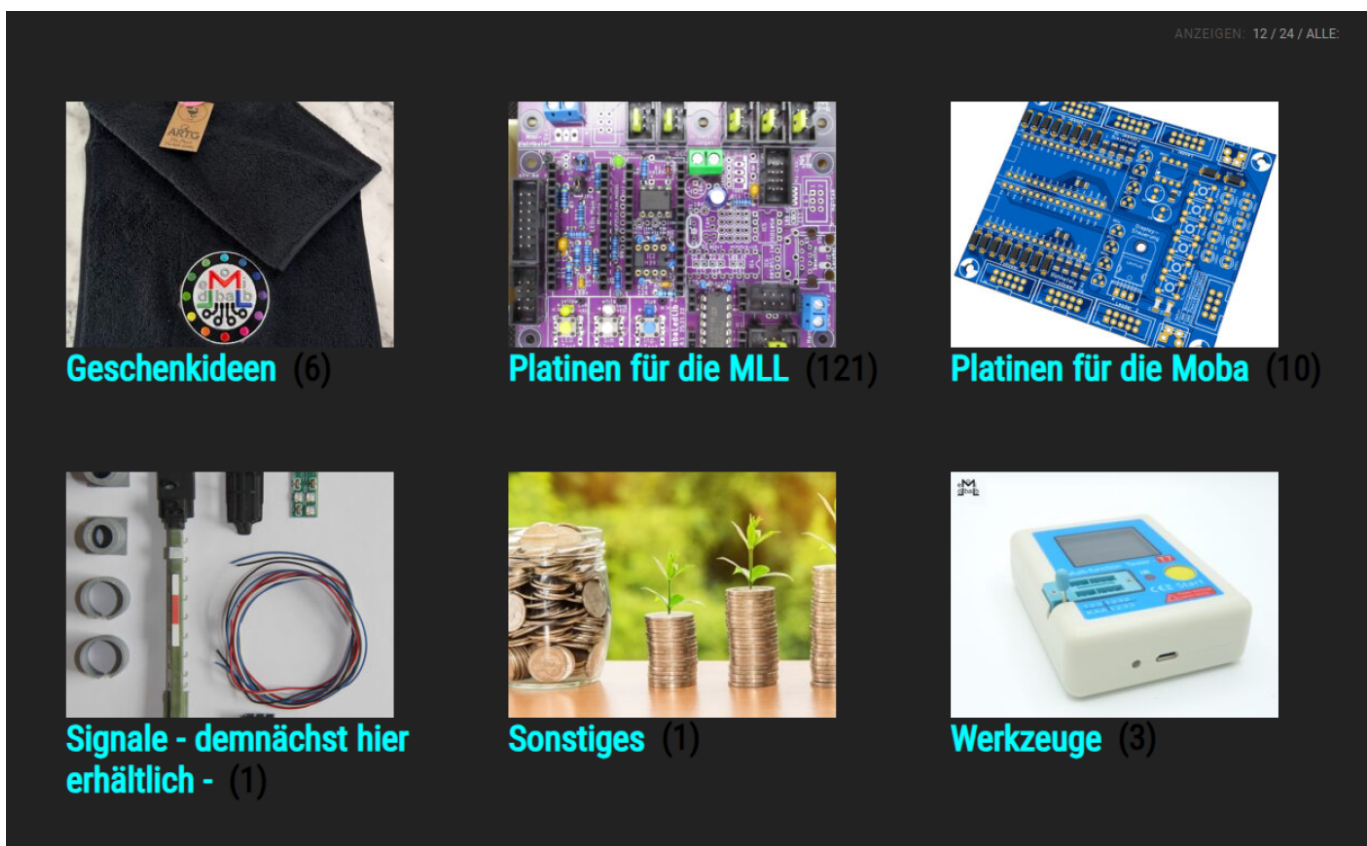 ANZEIGEN: 12 / 24 / ALLE:
ARTG
Geschenkideen (6)
Platinen für die MLL (121)
Platinen für die Moba (10)
Signale - demnächst hier
erhältlich - (1)
Sonstiges (1)
Werkzeuge (3)